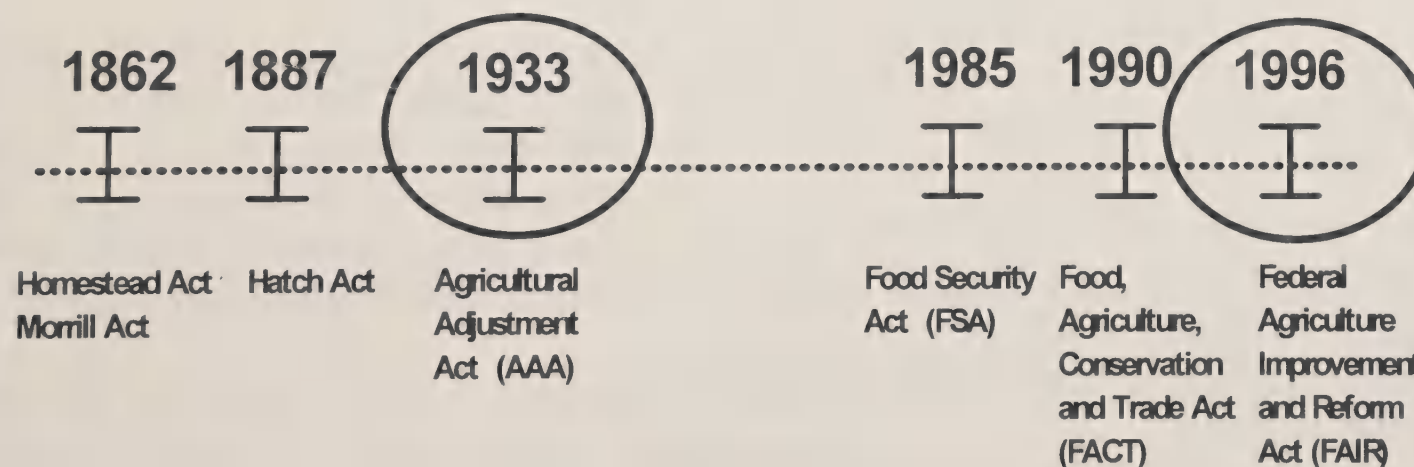 1862 1887 1933 1985 1990 1996
Homestead Act
Morrill Act
Hatch Act
Agricultural
Adjustment
Act (AAA)
Food Security
Act (FSA)
Food,
Agriculture,
Conservation
and Trade Act
(FACT)
Federal
Agriculture
Improvement
and Reform
Act (FAIR)